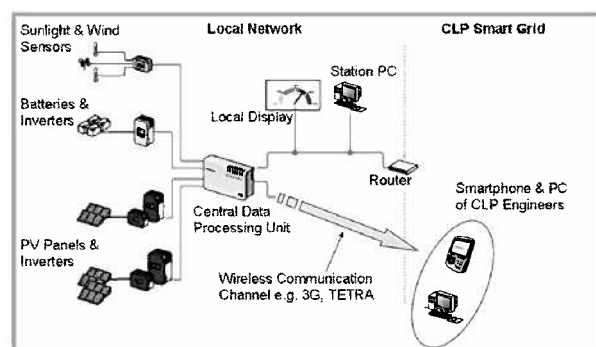 Sunlight & Wind
Sensors
Local Network
CLP Smart Grid
Station PC
Batteries &
Inverters
Local Display
Router
Central Data
Processing Unit
Smartphone & PC
of CLP Engineers
PV Panels &
Inverters
Wireless Communication
Channel e.g. 3G, TETRA